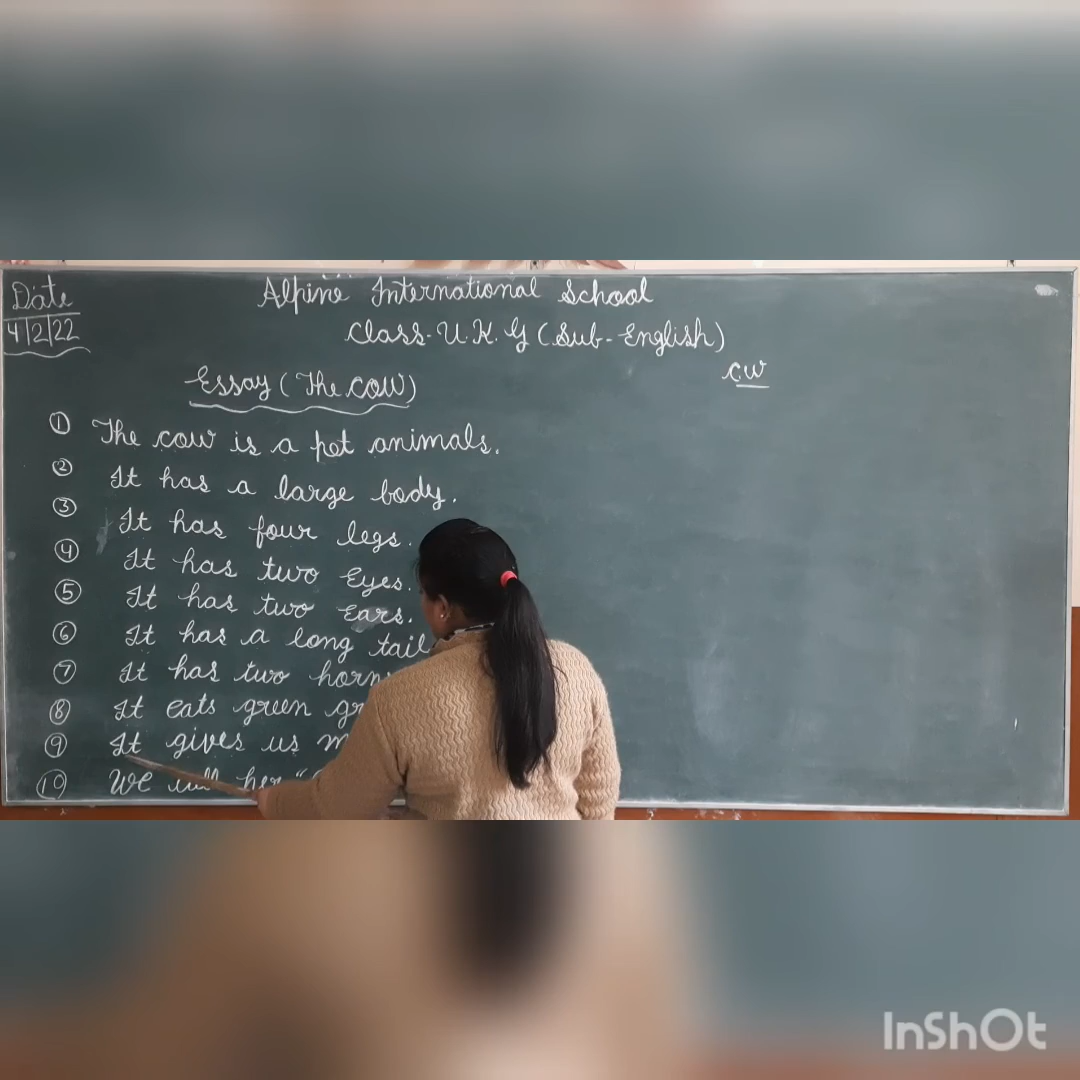 Date
4/2/22
Alpine International School
Class-U.K.G (Sub-English)
C.W
Essay (The COW)
① The cow is a pet animals.
② It has a large body.
③ It has four legs.
④ It has two Eyes.
⑤ It has two Ears.
⑥ It has a long tail
⑦ It has two horn
⑧ It eats green
⑨ It gives us
⑩ We call her
InShOt